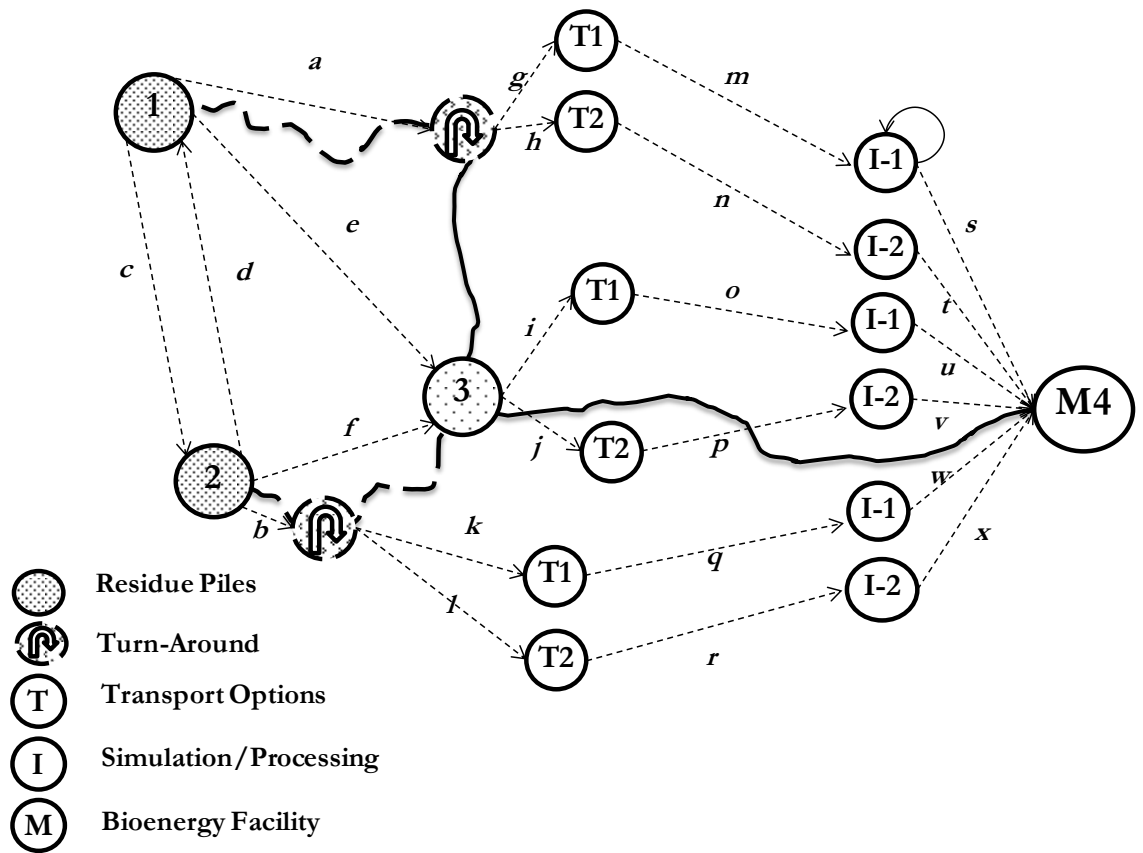 T1
a
g
m
1
T2
h
I-1
n
s
e
I-2
c
d
T1
o
t
i
I-1
u
3
I-2
M4
v
f
j
T2
p
2
w
I-1
b
k
x
q
T1
I-2
Residue Piles
l
T2
r
Turn-Around
T
Transport Options
I
Simulation/Processing
M
Bioenergy Facility